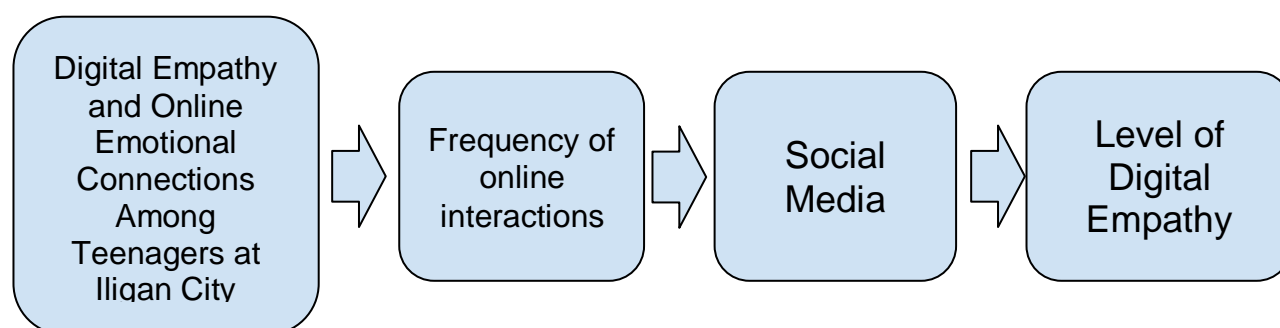 Digital Empathy
and Online
Emotional
Connections
Among
Teenagers at
Iligan City
Frequency of
online
interactions
Social
Media
Level of
Digital
Empathy